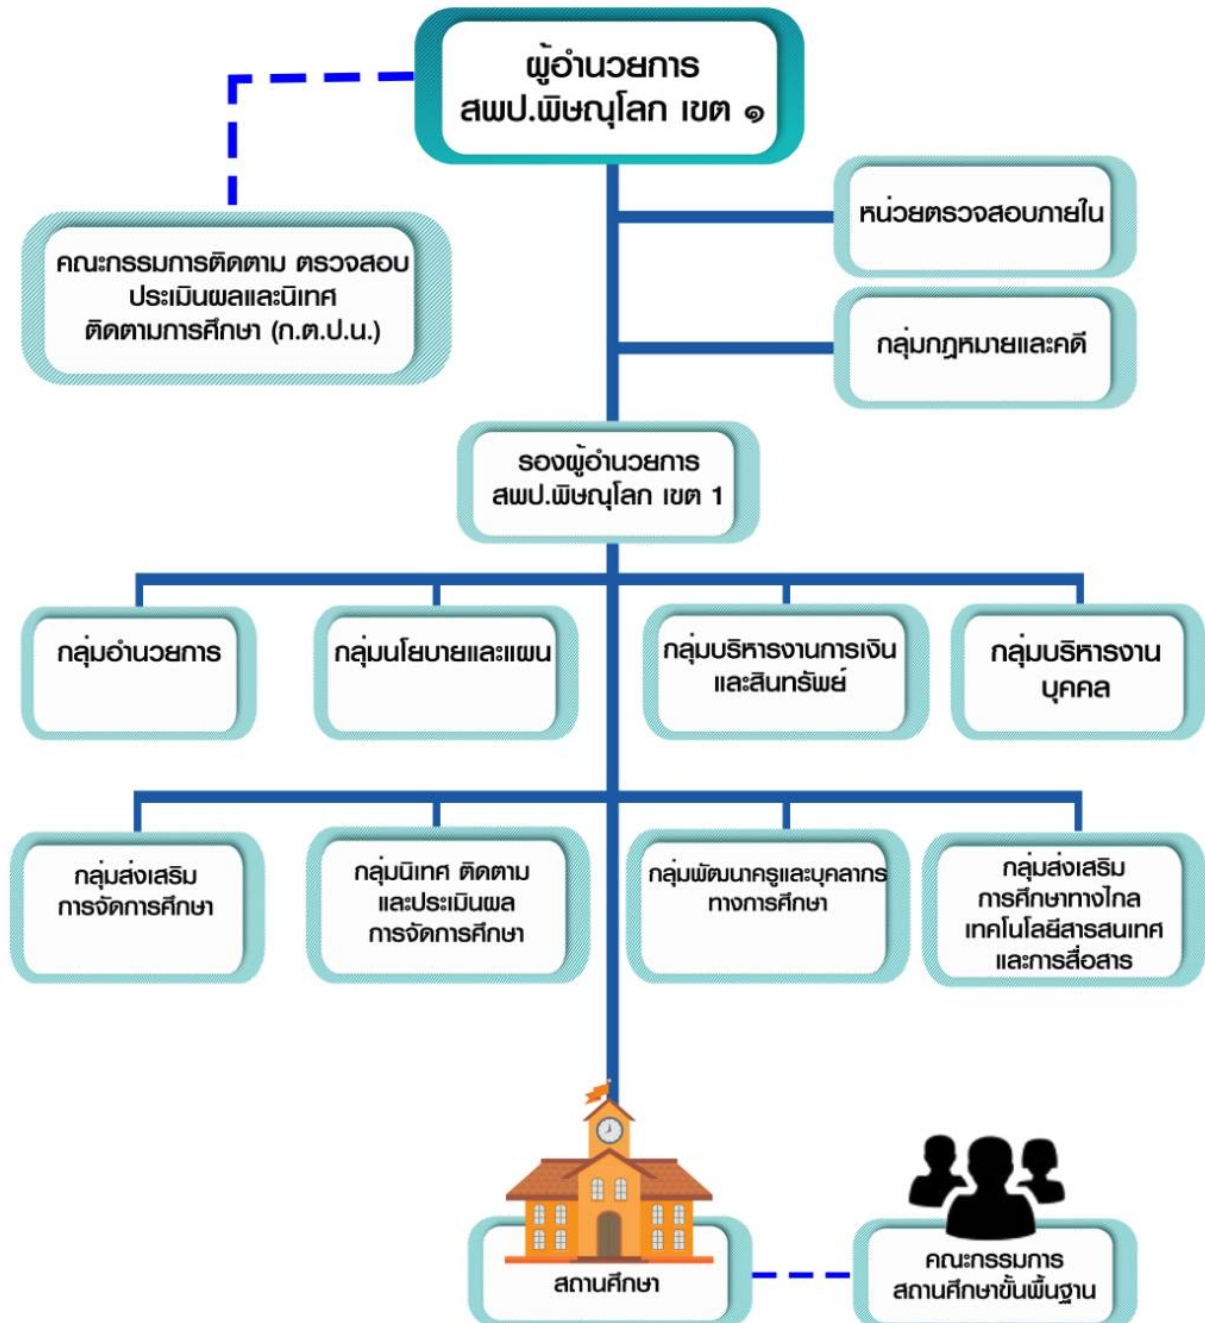 ผู้อำนวยการ
สพป.พิษณุโลก เขต ๑
หน่วยตรวจสอบภายใน
คณะกรรมการติดตาม ตรวจสอบ
ประเมินผลและนิเทศ
ติดตามการศึกษา (ก.ต.ป.น.)
กลุ่มกฎหมายและคดี
รองผู้อำนวยการ
สพป.พิษณุโลก เขต 1
กลุ่มอำนวยการ
กลุ่มนโยบายและแผน
กลุ่มบริหารงานการเงิน
และสินทรัพย์
กลุ่มบริหารงาน
บุคคล
กลุ่มส่งเสริม
การจัดการศึกษา
กลุ่มนิเทศ ติดตาม
และประเมินผล
การจัดการศึกษา
กลุ่มพัฒนาครูและบุคลากร
ทางการศึกษา
กลุ่มส่งเสริม
การศึกษาทางไกล
เทคโนโลยีสารสนเทศ
และการสื่อสาร
สถานศึกษา
คณะกรรมการ
สถานศึกษาขั้นพื้นฐาน